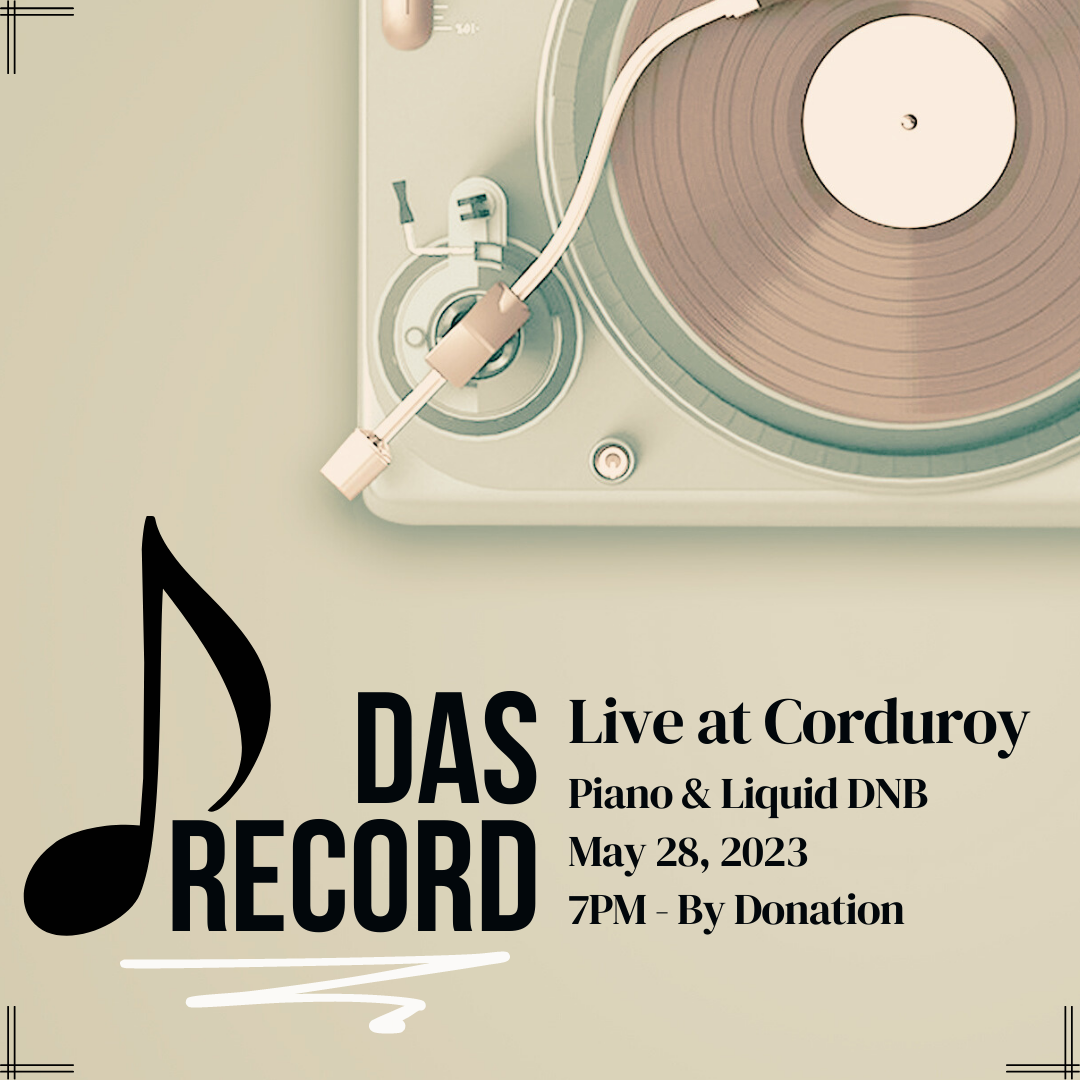 DAS
RECORD
Live at Corduroy
Piano & Liquid DNB
May 28, 2023
7PM - By Donation